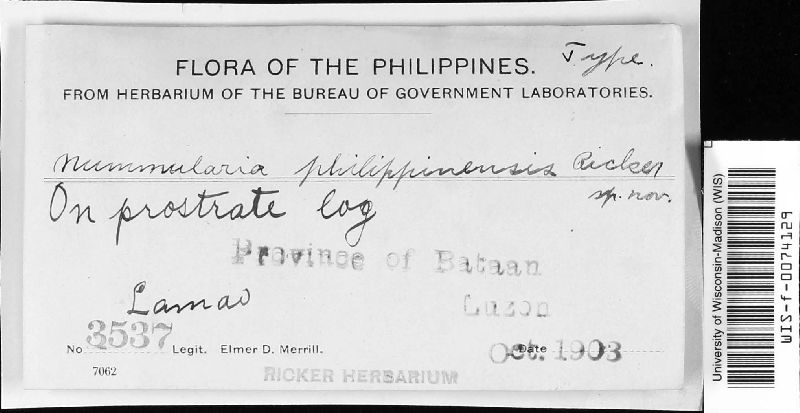 Type.
FLORA OF THE PHILIPPINES.
FROM HERBARIUM OF THE BUREAU OF GOVERNMENT LABORATORIES.
Nummularia philippinensis Ricker
sp. nov.
On prostrate log
Province of Bataan
Lamao Luzon
No 3537 Legit. Elmer D. Merrill. Date Oct. 1903
7062
RICKER HERBARIUM
University of Wisconsin-Madison (WIS)
WIS-f-0074129